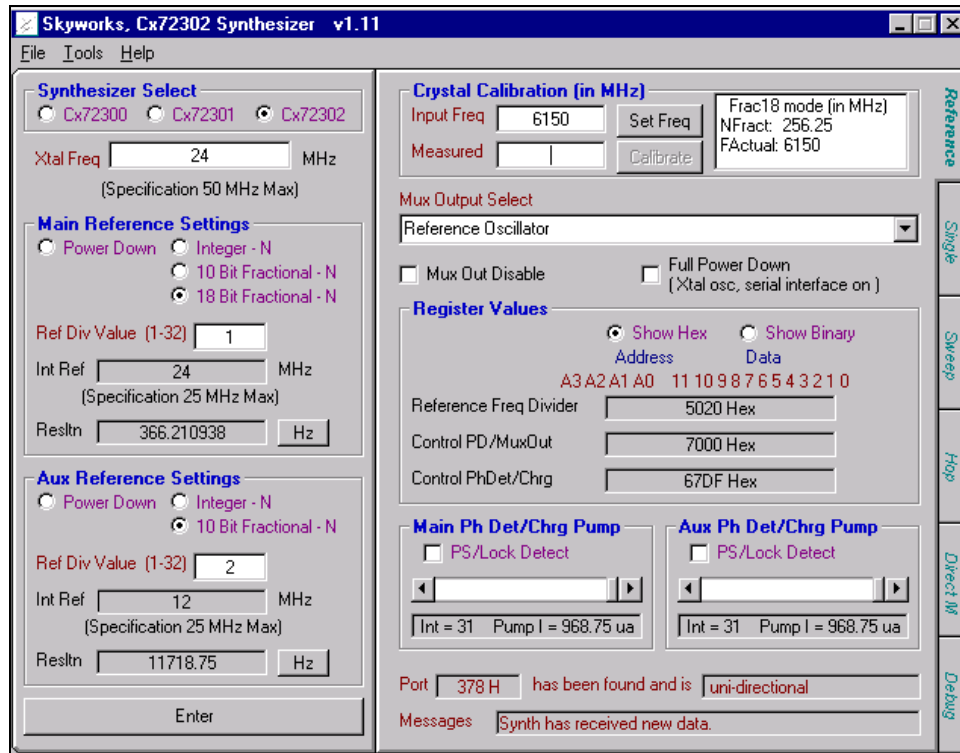 Skyworks, Cx72302 Synthesizer v1.11
File Tools Help
Synthesizer Select
Cx72300 Cx72301 Cx72302
Xtal Freq 24 MHz
(Specification 50 MHz Max)
Main Reference Settings
Power Down Integer - N
10 Bit Fractional - N
18 Bit Fractional - N
Ref Div Value (1-32) 1
Int Ref 24 MHz
(Specification 25 MHz Max)
Resltn 366.210938 Hz
Aux Reference Settings
Power Down Integer - N
10 Bit Fractional - N
Ref Div Value (1-32) 2
Int Ref 12 MHz
(Specification 25 MHz Max)
Resltn 11718.75 Hz
Enter
Crystal Calibration (in MHz)
Input Freq 6150 Set Freq
Measured Calibrate
Frac18 mode (in MHz)
NFract: 256.25
FActual: 6150
Mux Output Select
Reference Oscillator
Mux Out Disable
Full Power Down
( Xtal osc, serial interface on )
Register Values
Show Hex Show Binary
Address Data
A3 A2 A1 A0 11 10 9 8 7 6 5 4 3 2 1 0
Reference Freq Divider 5020 Hex
Control PD/MuxOut 7000 Hex
Control PhDet/Chrg 67DF Hex
Main Ph Det/Chrg Pump
PS/Lock Detect
Int = 31 Pump I = 968.75 ua
Aux Ph Det/Chrg Pump
PS/Lock Detect
Int = 31 Pump I = 968.75 ua
Port 378 H has been found and is uni-directional
Messages Synth has received new data.
Reference
Single
Sweep
Hop
Direct M
Debug